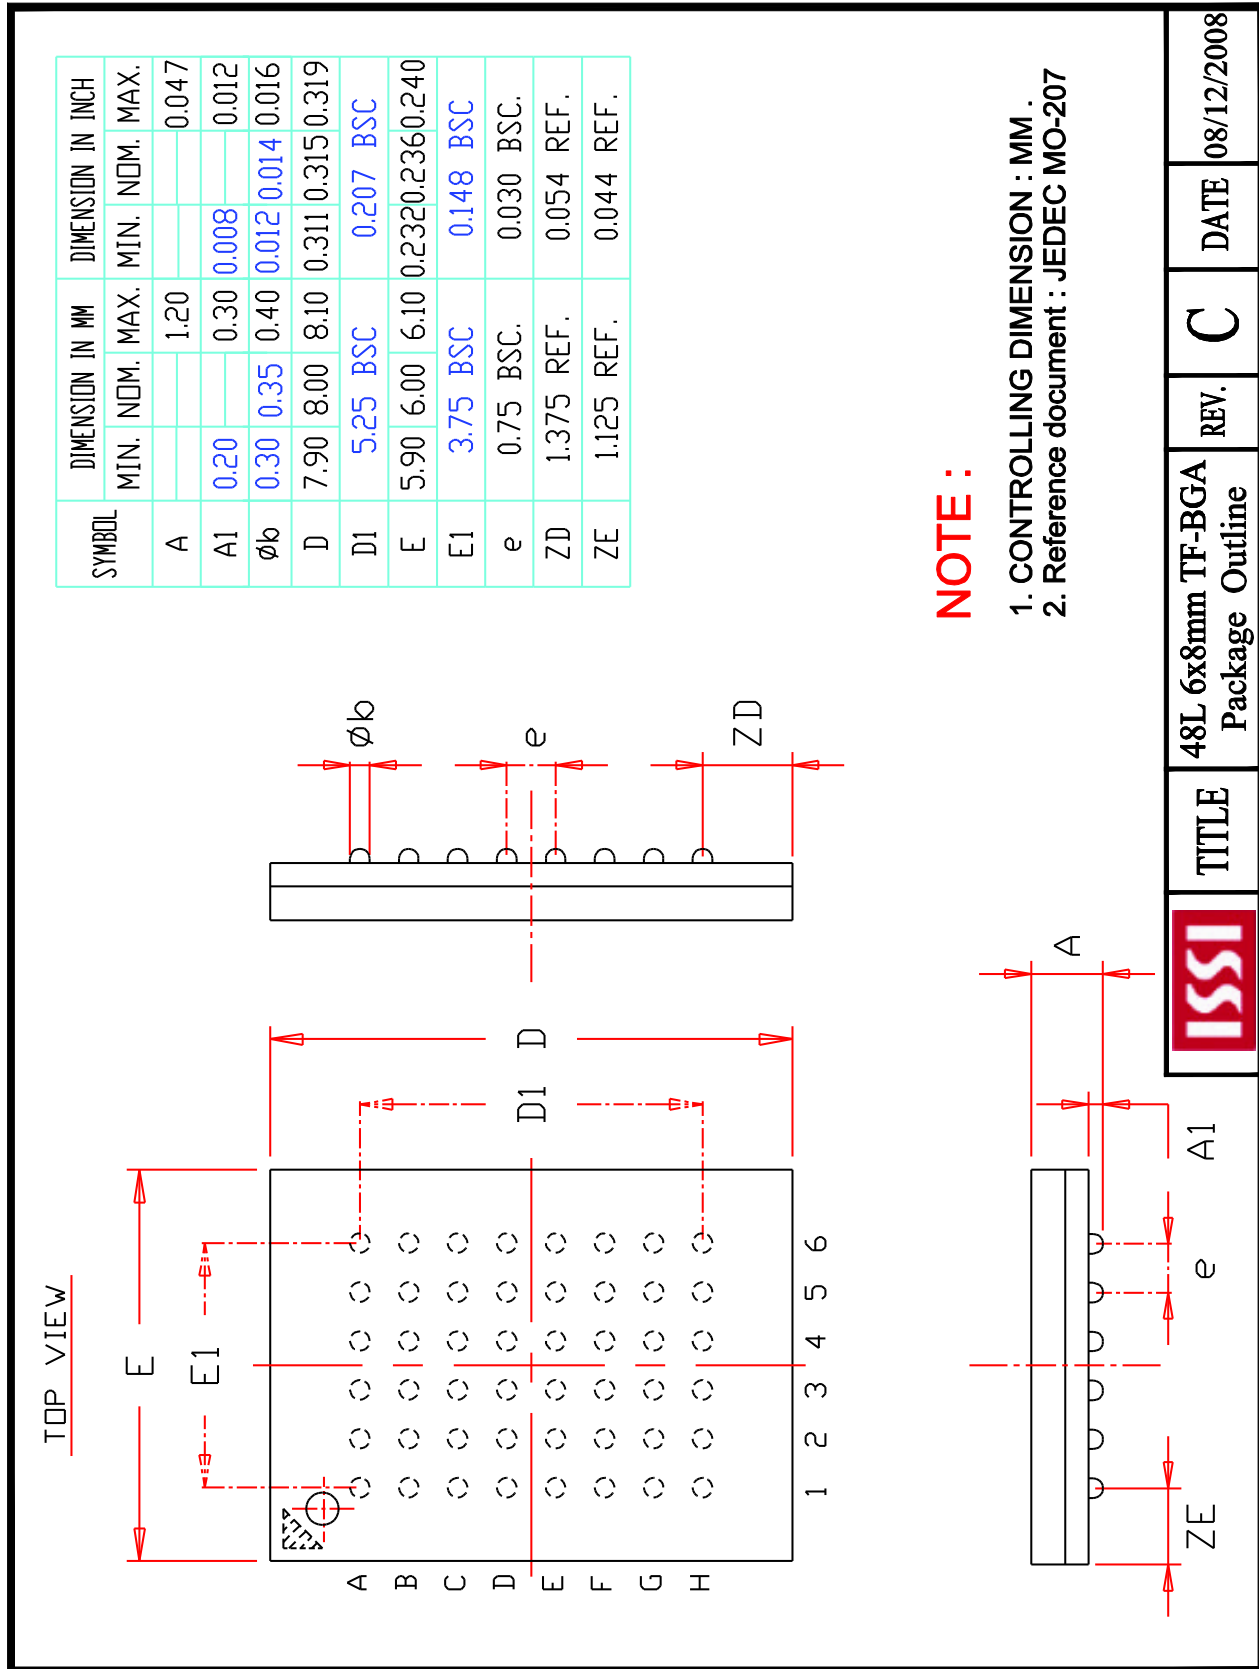 TOP VIEW
E
E1
A
B
C
D
E
F
G
H
1 2 3 4 5 6
D1
D
Øb
e
ZD
SYMBOL DIMENSION IN MM DIMENSION IN INCH
MIN. NOM. MAX. MIN. NOM. MAX.
A 1.20 0.047
A1 0.20 0.30 0.008 0.012
Øb 0.30 0.35 0.40 0.012 0.014 0.016
D 7.90 8.00 8.10 0.311 0.315 0.319
D1 5.25 BSC 0.207 BSC
E 5.90 6.00 6.10 0.232 0.236 0.240
E1 3.75 BSC 0.148 BSC
e 0.75 BSC. 0.030 BSC.
ZD 1.375 REF. 0.054 REF.
ZE 1.125 REF. 0.044 REF.
ZE
e
A1
A
NOTE :
1. CONTROLLING DIMENSION : MM .
2. Reference document : JEDEC MO-207
ISSI
TITLE
48L 6x8mm TF-BGA
Package Outline
REV.
C
DATE
08/12/2008